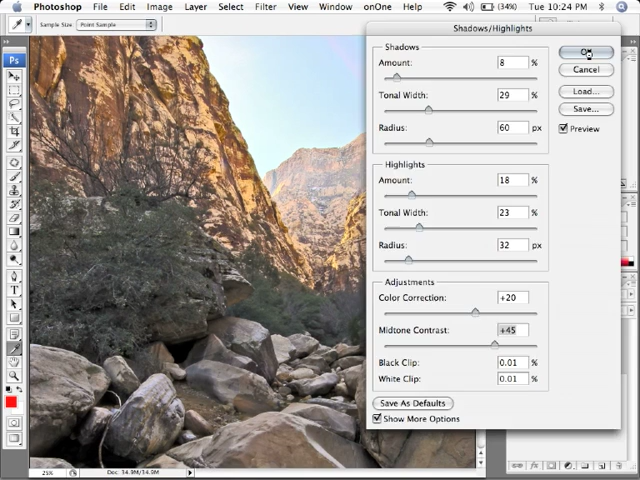 Photoshop File Edit Image Layer Select Filter View Window onOne Help (34%) Tue 10:24 PM
Sample Size: Point Sample
Ps
Shadows/Highlights
Shadows
Amount: 8 %
Tonal Width: 29 %
Radius: 60 px
Highlights
Amount: 18 %
Tonal Width: 23 %
Radius: 32 px
Adjustments
Color Correction: +20
Midtone Contrast: +45
Black Clip: 0.01 %
White Clip: 0.01 %
Save As Defaults
Show More Options
Cancel
Load...
Save...
Preview
25% Doc: 34.9M/34.9M